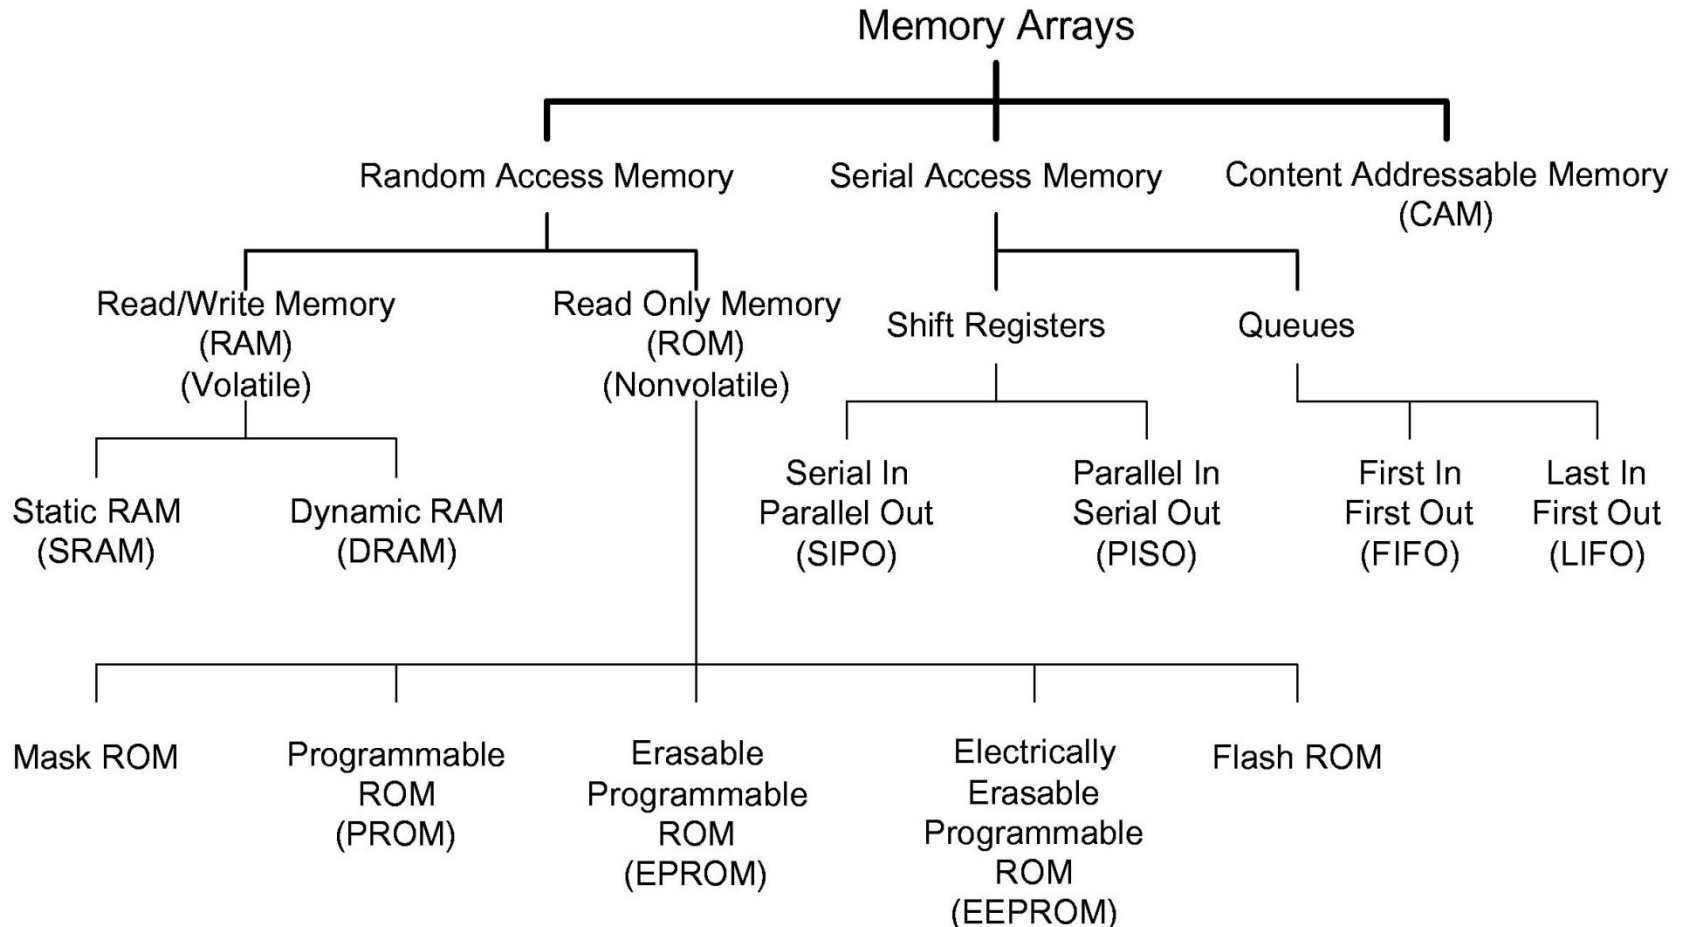 Memory Arrays
Random Access Memory
Serial Access Memory
Content Addressable Memory
(CAM)
Read/Write Memory
(RAM)
(Volatile)
Read Only Memory
(ROM)
(Nonvolatile)
Shift Registers
Queues
Static RAM
(SRAM)
Dynamic RAM
(DRAM)
Serial In
Parallel Out
(SIPO)
Parallel In
Serial Out
(PISO)
First In
First Out
(FIFO)
Last In
First Out
(LIFO)
Mask ROM
Programmable
ROM
(PROM)
Erasable
Programmable
ROM
(EPROM)
Electrically
Erasable
Programmable
ROM
(EEPROM)
Flash ROM